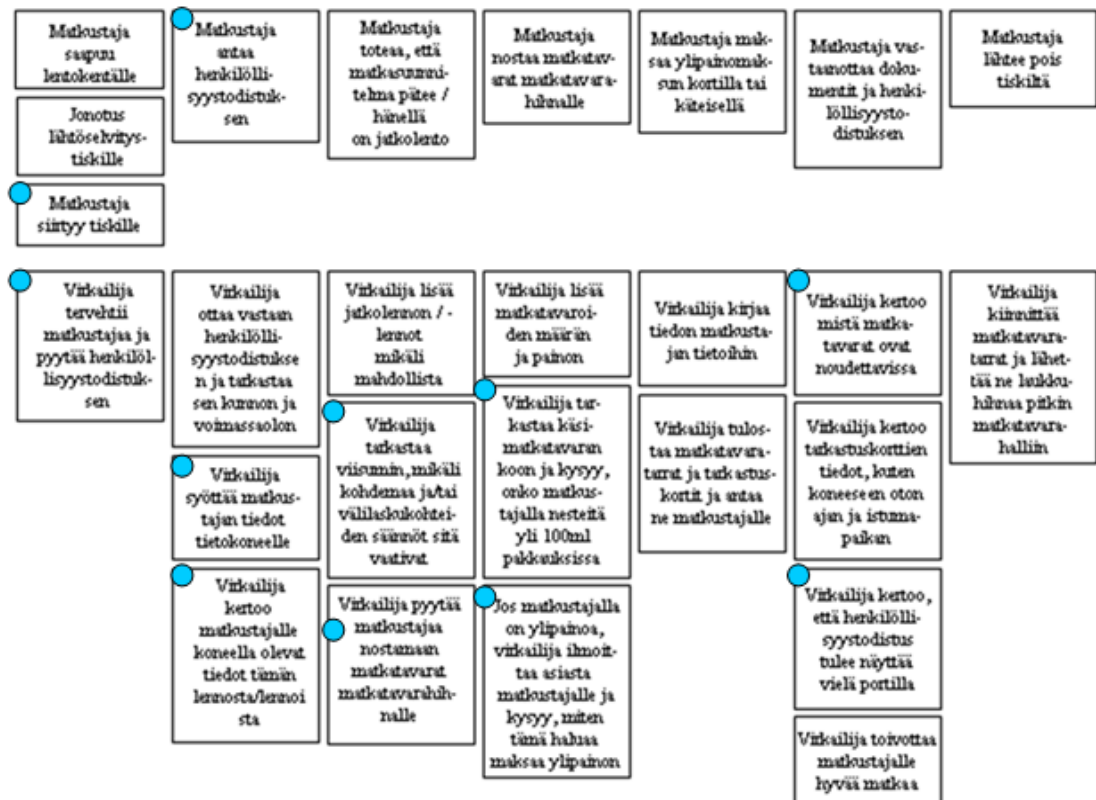 Matkustaja
saapuu
lentokentälle
Jonotus
lähtöselvitys-
tiskille
Matkustaja
siirtyy tiskille
Matkustaja
antaa
henkilölli-
syystodistuk-
sen
Matkustaja
toteaa, että
matkasuunni-
telma pätee /
hänellä
on jatkolento
Matkustaja
nostaa matkatav-
arat matkatavara-
hihnalle
Matkustaja mak-
saa ylipainomak-
sun kortilla tai
käteisellä
Matkustaja vas-
taanottaa doku-
mentit ja henki-
löllisyysto-
distuksen
Matkustaja
lähtee pois
tiskiltä
Virkailija
tervehtii
matkustajaa ja
pyytää henkilöl-
lisyystodistuk-
sen
Virkailija
ottaa vastaan
henkilölli-
syystodistukse
n ja tarkastaa
sen kunnon ja
voimassaolon
Virkailija
syöttää matkus-
tajan tiedot
tietokoneelle
Virkailija
kertoo
matkustajalle
koneella olevat
tiedot tämän
lennosta/lennoi
sta
Virkailija lisää
jatkolennon / -
lennot
mikäli
mahdollista
Virkailija
tarkastaa
viisumin, mikäli
kohdemaa ja/tai
välilaskukohtei-
den säännöt sitä
vaativat
Virkailija pyytää
matkustajaa
nostamaan
matkatavarat
matkatavarahih-
nalle
Virkailija lisää
matkatavaroi-
den määrän
ja painon
Virkailija tar-
kastaa käsi-
matkatavaran
koon ja kysyy,
onko matkus-
tajalla nesteitä
yli 100ml
pakkauksissa
Jos matkustajalla
on ylipainoa,
virkailija ilmoit-
taa asiasta
matkustajalle ja
kysyy, miten
tämä haluaa
maksaa ylipainon
Virkailija kirjaa
tiedon matkusta-
jan tietoihin
Virkailija tulos-
taa matkatavara-
tarrat ja tarkastus-
kortit ja antaa
ne matkustajalle
Virkailija kertoo
mistä matka-
tavarat ovat
noudettavissa
Virkailija kertoo
tarkastuskorttien
tiedot, kuten
koneeseen oton
ajan ja istuma-
paikan
Virkailija kertoo,
että henkilölli-
syystodistus
tulee näyttää
vielä portilla
Virkailija toivottaa
matkustajalle
hyvää matkaa
Virkailija
kiinnittää
matkatavara-
tarrat ja lähet-
tää ne laukku-
hihnaa pitkin
matkatavara-
halliin